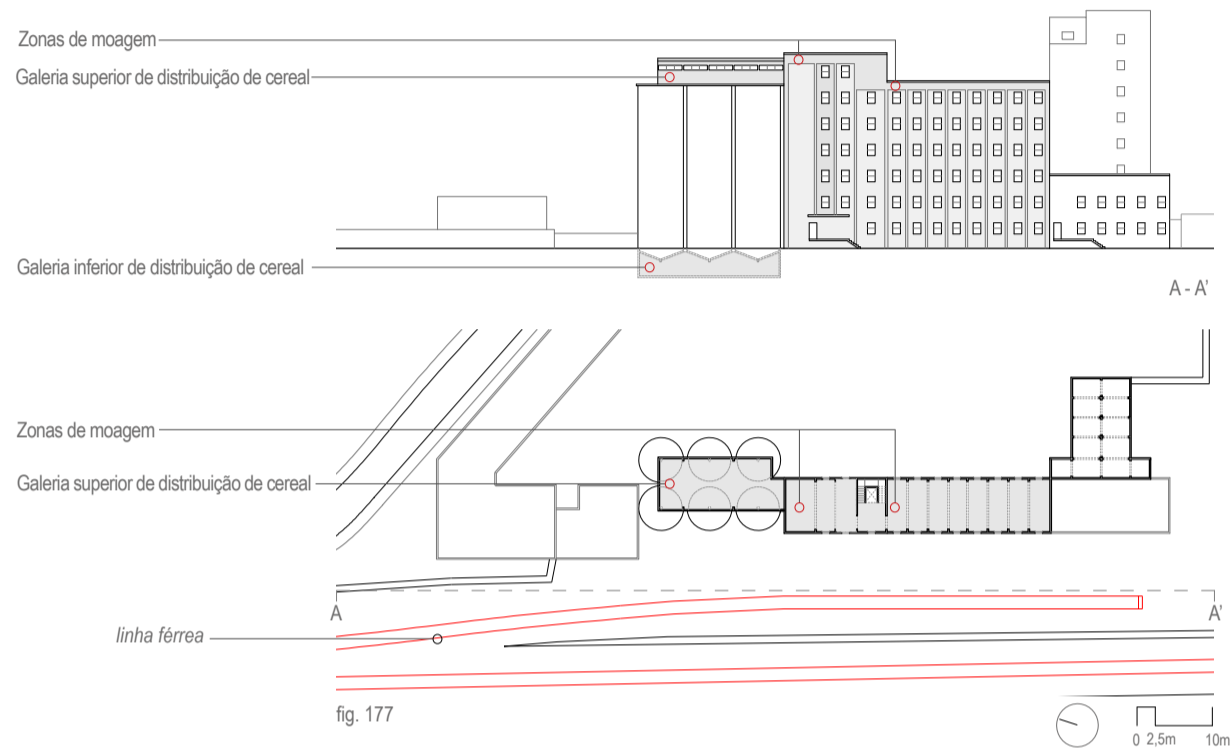 Zonas de moagem
Galeria superior de distribuição de cereal
Galeria inferior de distribuição de cereal
A - A'
Zonas de moagem
Galeria superior de distribuição de cereal
A
A'
linha férrea
fig. 177
0 2,5m 10m